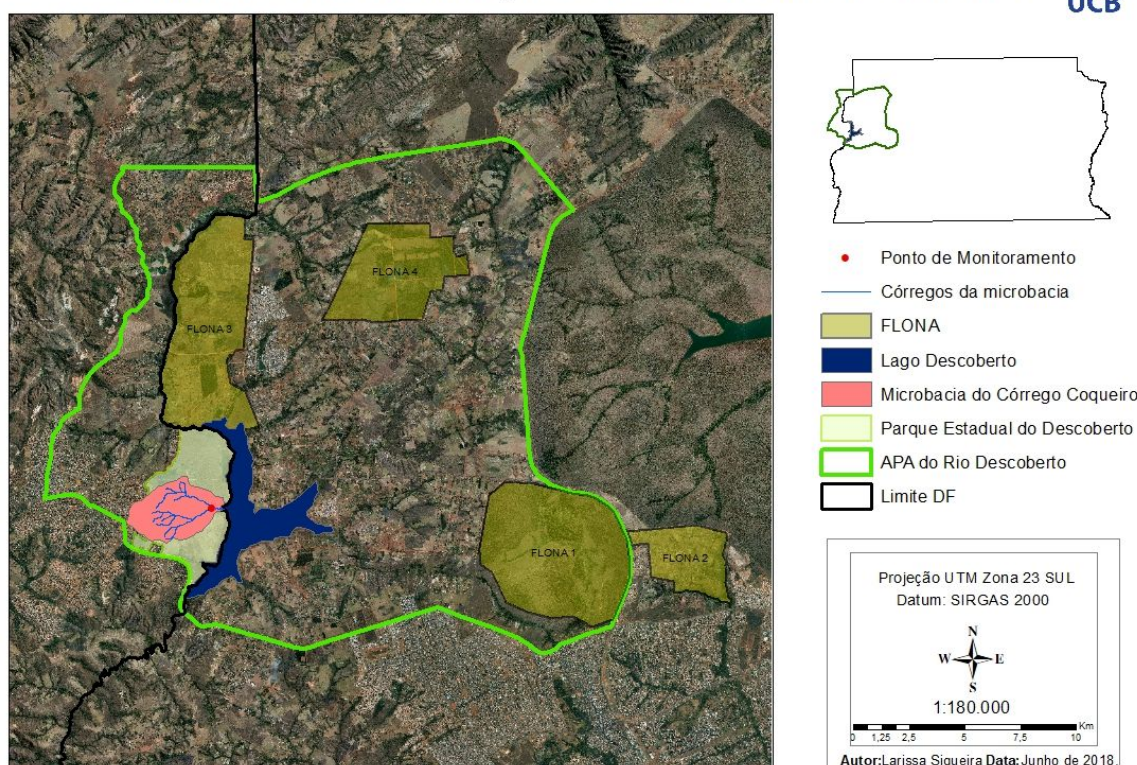 UCB
FLONA 4
FLONA 3
FLONA 1
FLONA 2
Ponto de Monitoramento
Córregos da microbacia
FLONA
Lago Descoberto
Microbacia do Córrego Coqueiro
Parque Estadual do Descoberto
APA do Rio Descoberto
Limite DF
Projeção UTM Zona 23 SUL
Datum: SIRGAS 2000
N
W E
S
1:180.000
Km
0 1,25 2,5 5 7,5 10
Autor:Larissa Siqueira Data:Junho de 2018.